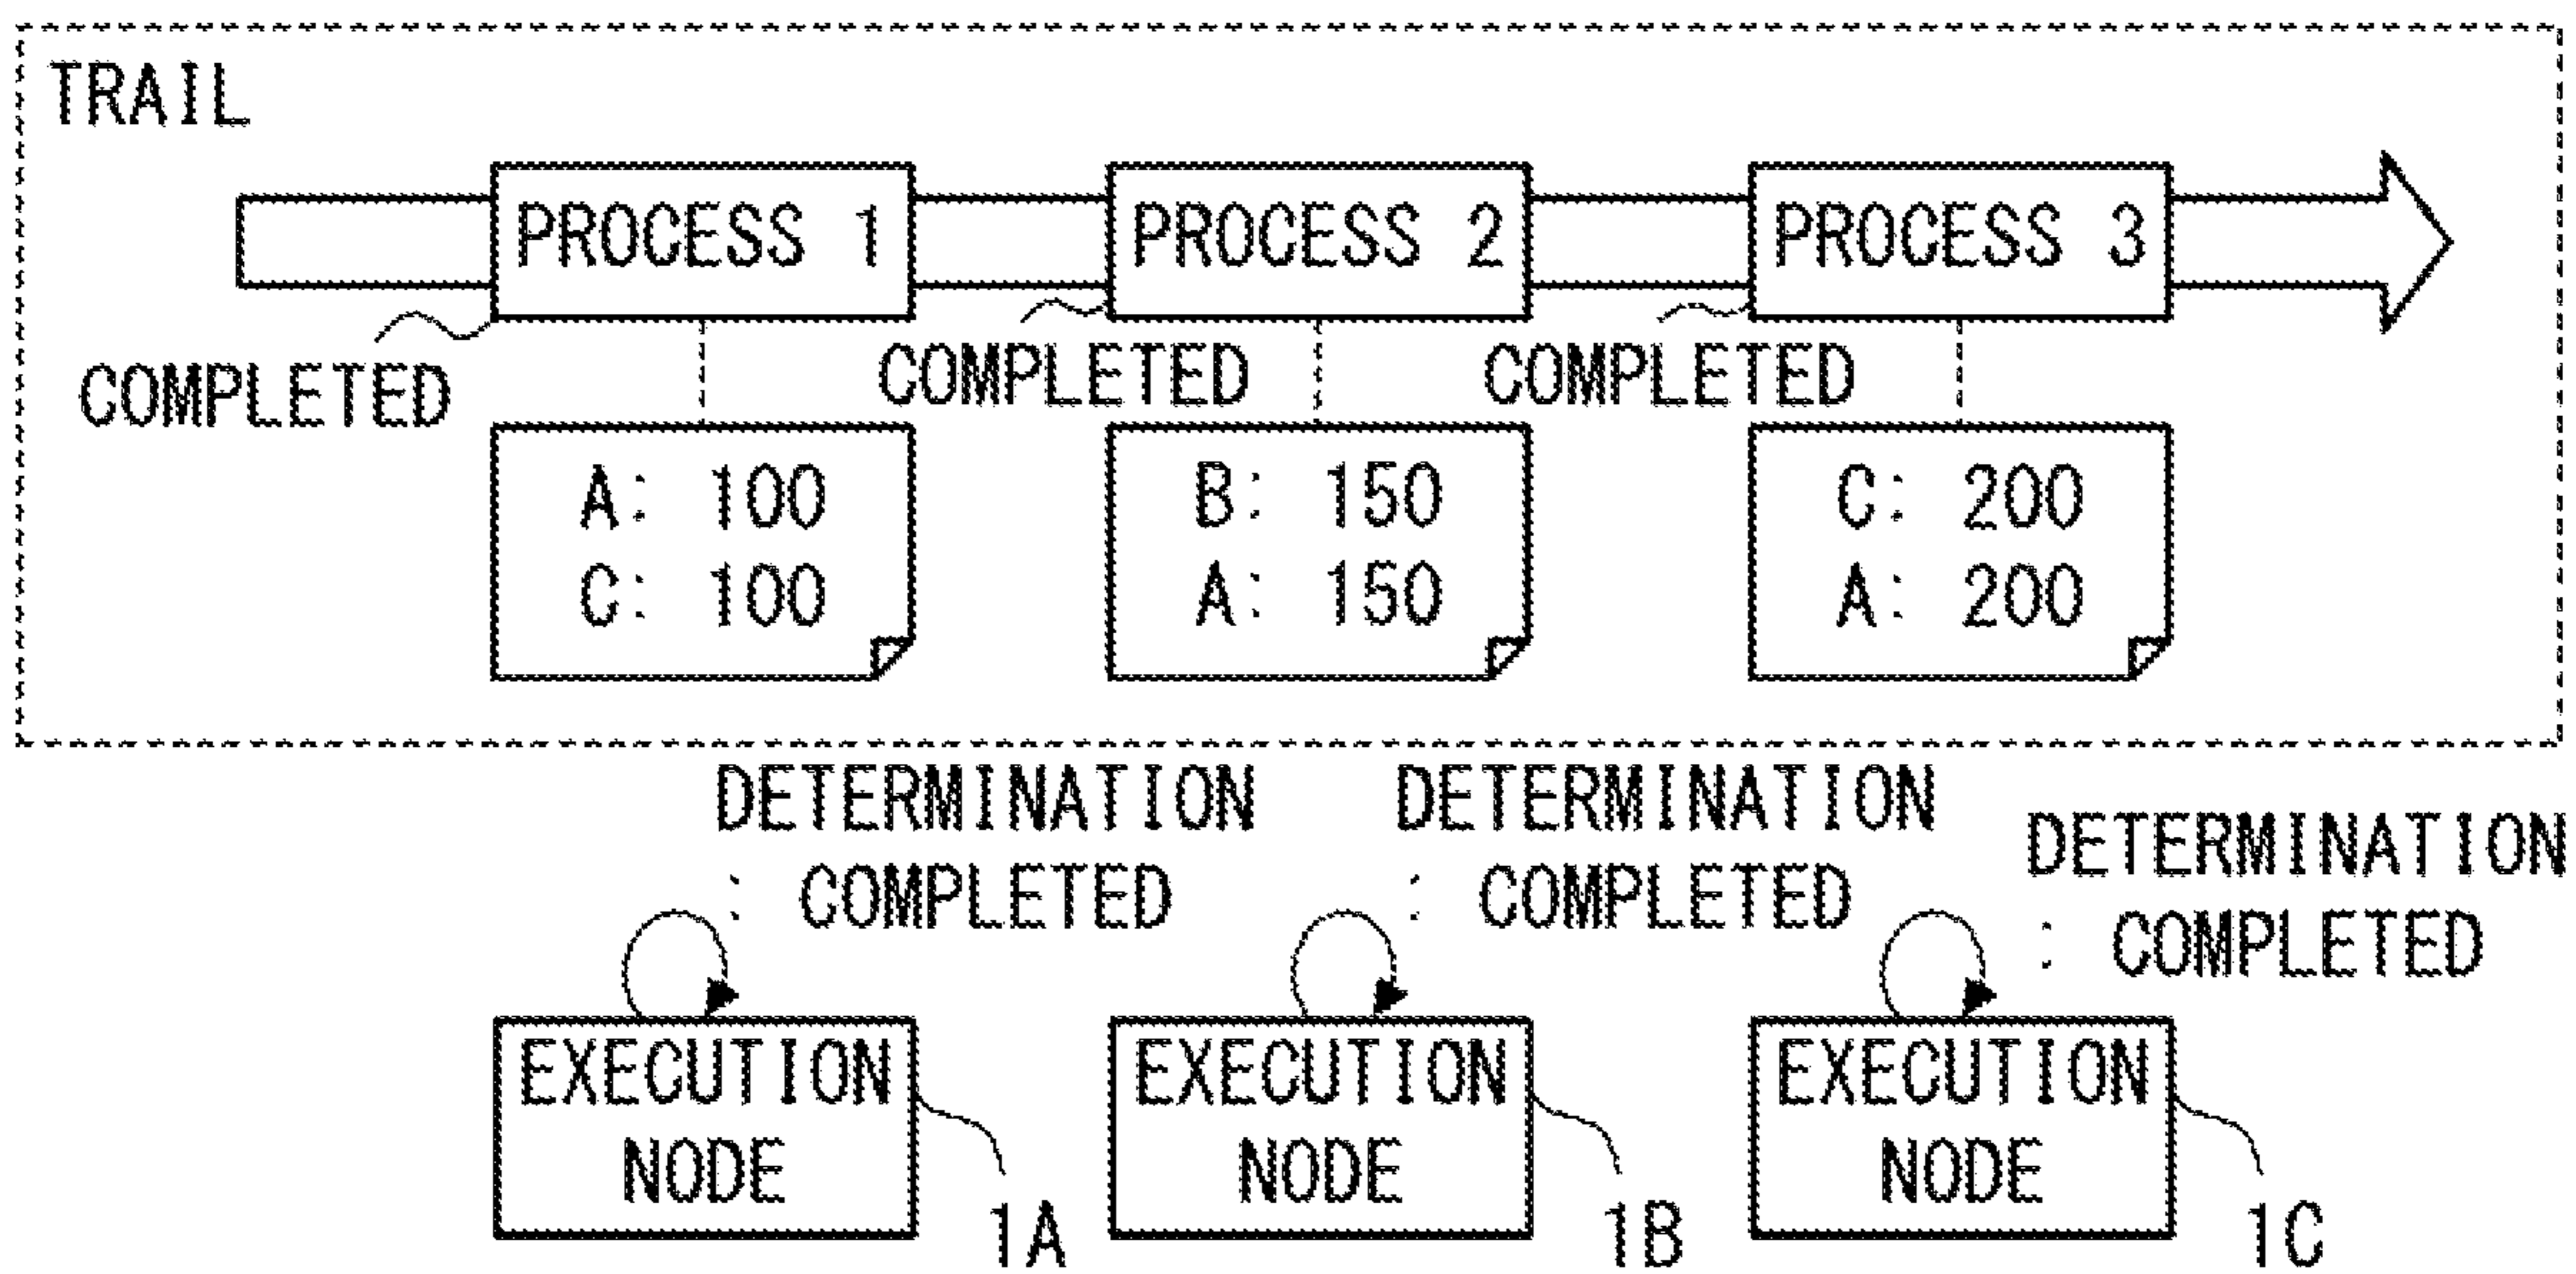 TRAIL
PROCESS 1
PROCESS 2
PROCESS 3
COMPLETED
COMPLETED
COMPLETED
A: 100
C: 100
B: 150
A: 150
C: 200
A: 200
DETERMINATION
: COMPLETED
DETERMINATION
: COMPLETED
DETERMINATION
: COMPLETED
EXECUTION
NODE
1A
EXECUTION
NODE
1B
EXECUTION
NODE
1C